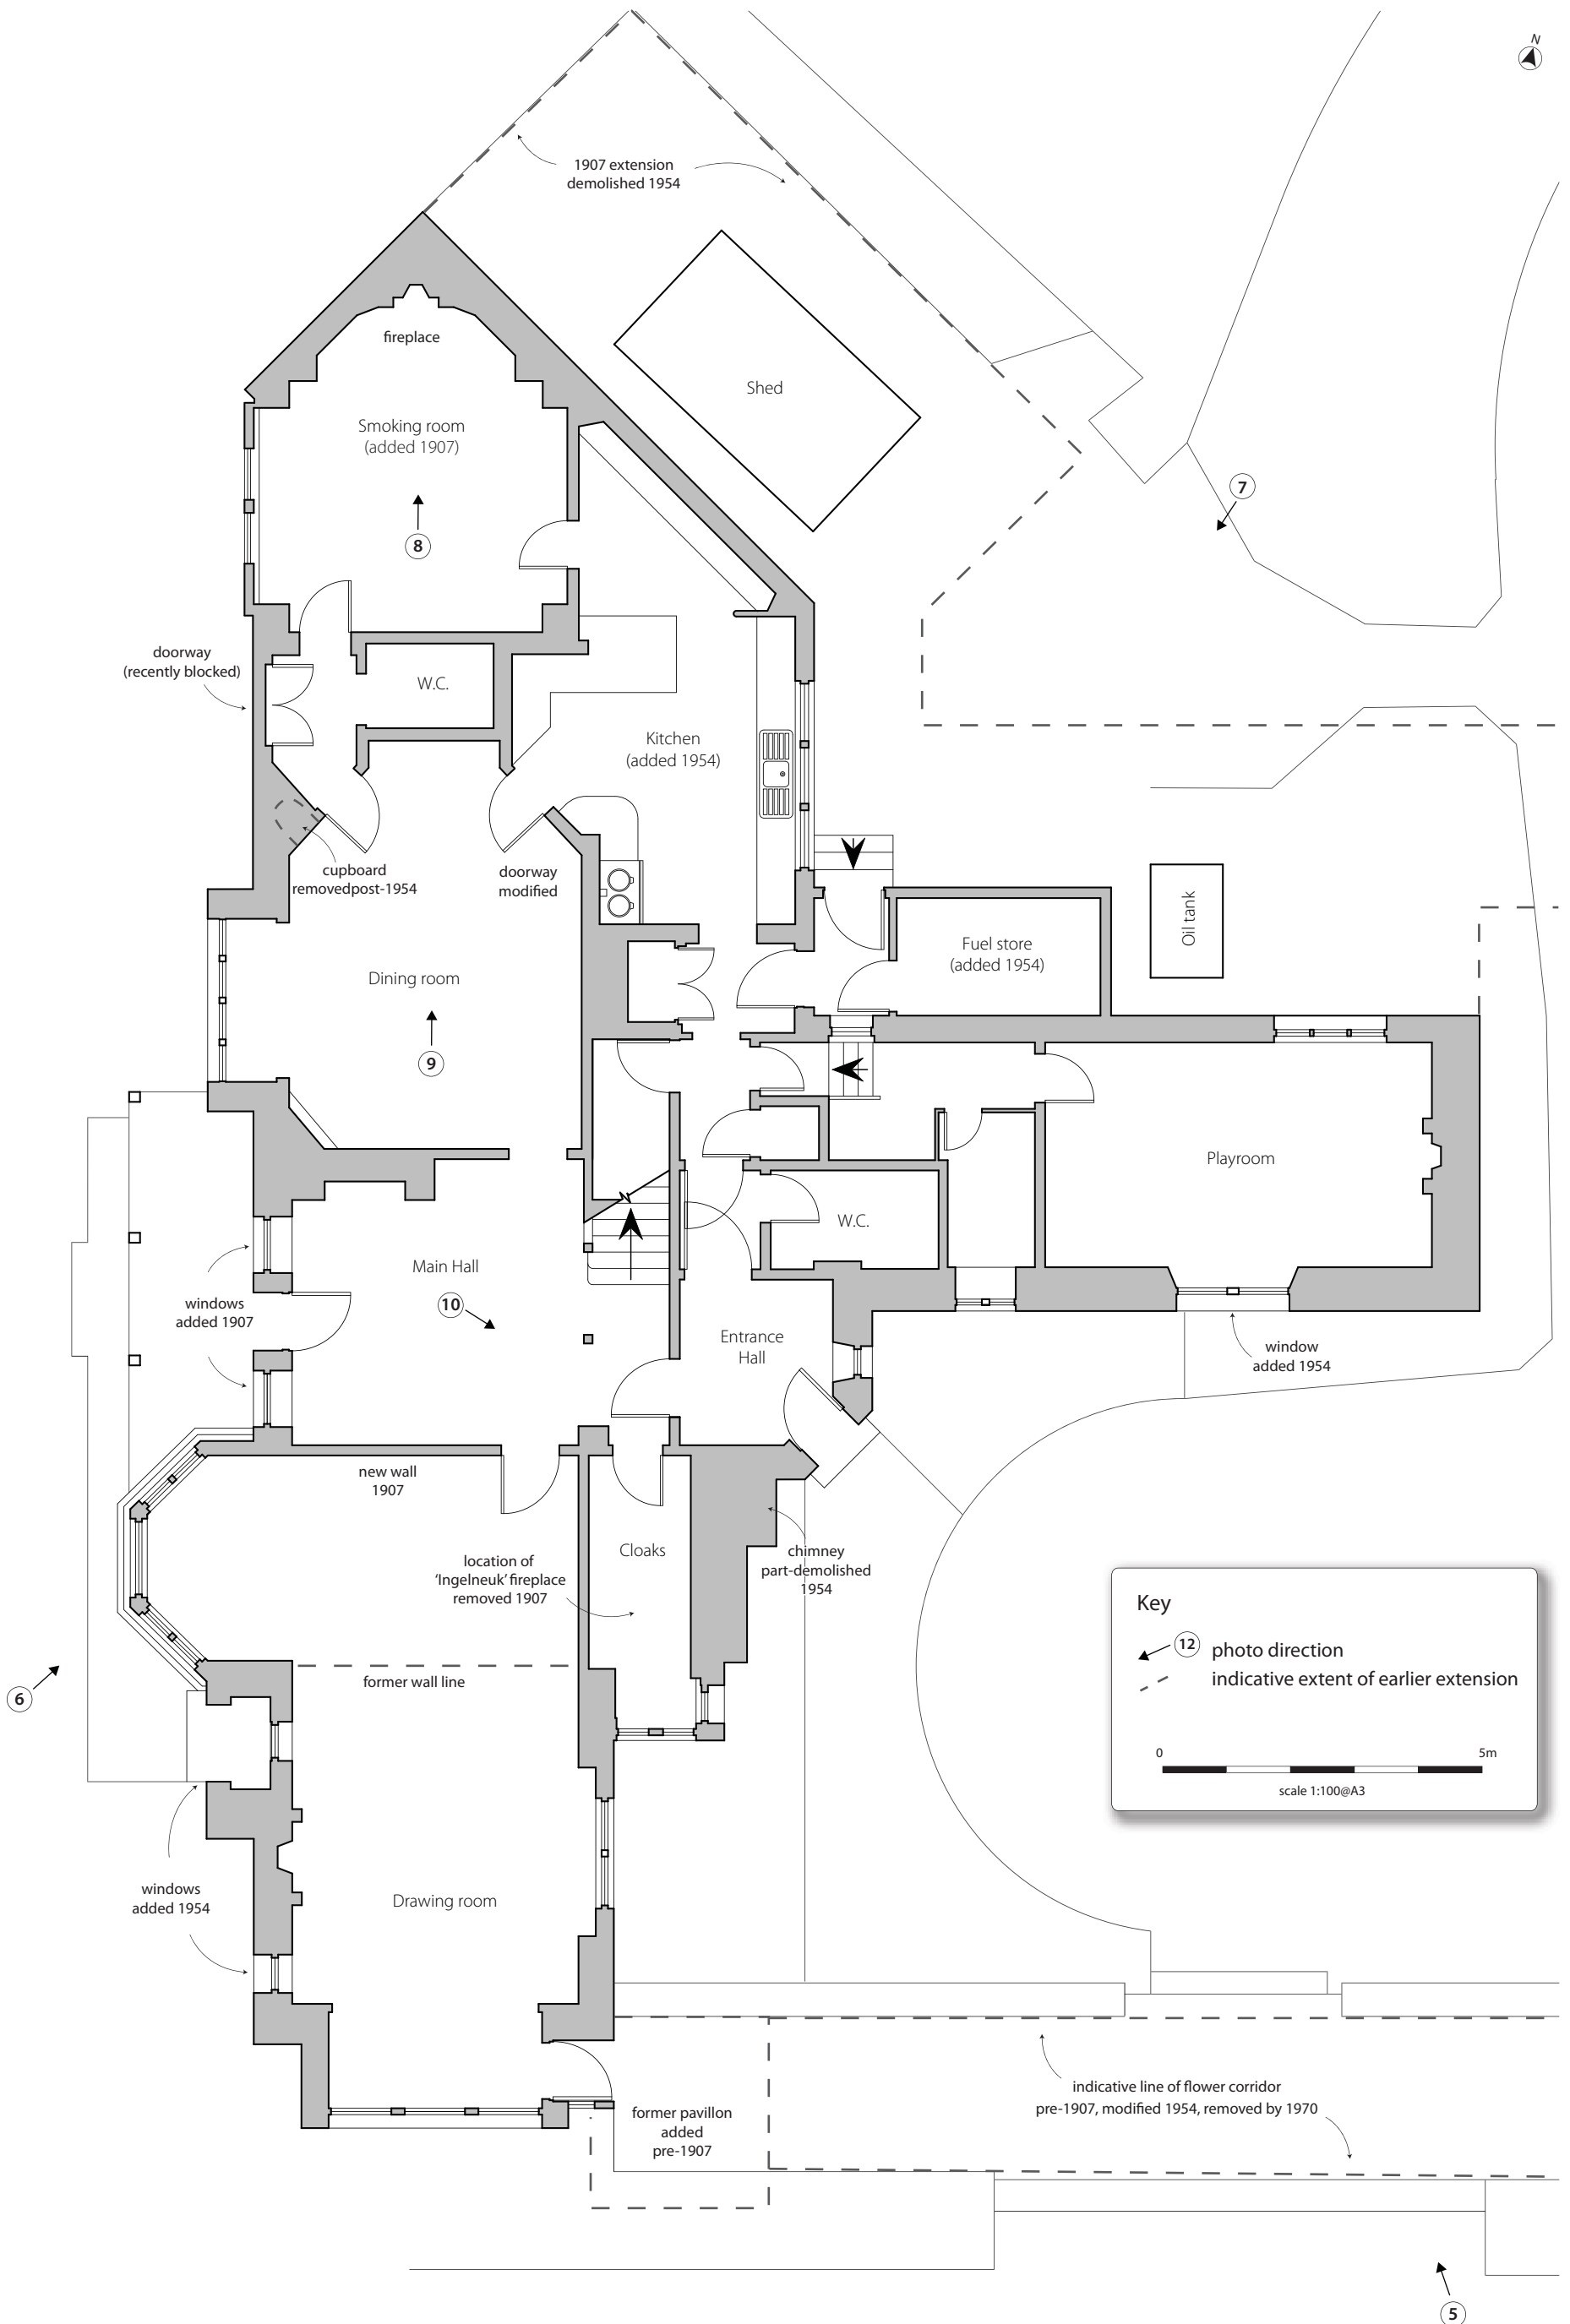 N
1907 extension
demolished 1954
fireplace
Shed
Smoking room
(added 1907)
7
8
doorway
(recently blocked)
W.C.
Kitchen
(added 1954)
cupboard
removedpost-1954
doorway
modified
Oil tank
Fuel store
(added 1954)
Dining room
9
Playroom
W.C.
Main Hall
10
windows
added 1907
Entrance
Hall
window
added 1954
new wall
1907
location of
‘Ingelneuk’ fireplace
removed 1907
Cloaks
chimney
part-demolished
1954
Key
12
photo direction
indicative extent of earlier extension
0
5m
scale 1:100@A3
6
former wall line
windows
added 1954
Drawing room
indicative line of flower corridor
pre-1907, modified 1954, removed by 1970
former pavillon
added
pre-1907
5